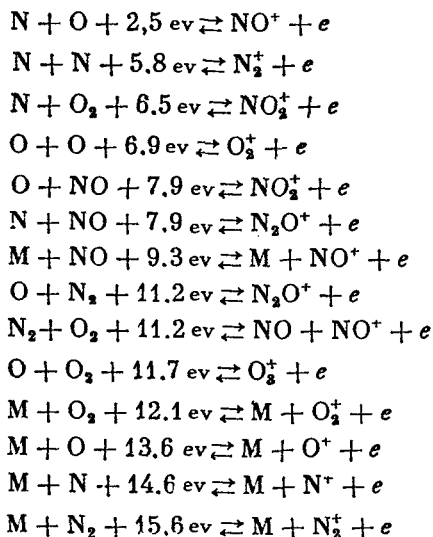 N + O + 2,5 ev ⇄ NO⁺ + e
N + N + 5.8 ev ⇄ N₂⁺ + e
N + O₂ + 6.5 ev ⇄ NO₂⁺ + e
O + O + 6.9 ev ⇄ O₂⁺ + e
O + NO + 7.9 ev ⇄ NO₂⁺ + e
N + NO + 7.9 ev ⇄ N₂O⁺ + e
M + NO + 9.3 ev ⇄ M + NO⁺ + e
O + N₂ + 11.2 ev ⇄ N₂O⁺ + e
N₂ + O₂ + 11.2 ev ⇄ NO + NO⁺ + e
O + O₂ + 11.7 ev ⇄ O₃⁺ + e
M + O₂ + 12.1 ev ⇄ M + O₂⁺ + e
M + O + 13.6 ev ⇄ M + O⁺ + e
M + N + 14.6 ev ⇄ M + N⁺ + e
M + N₂ + 15,6 ev ⇄ M + N₂⁺ + e